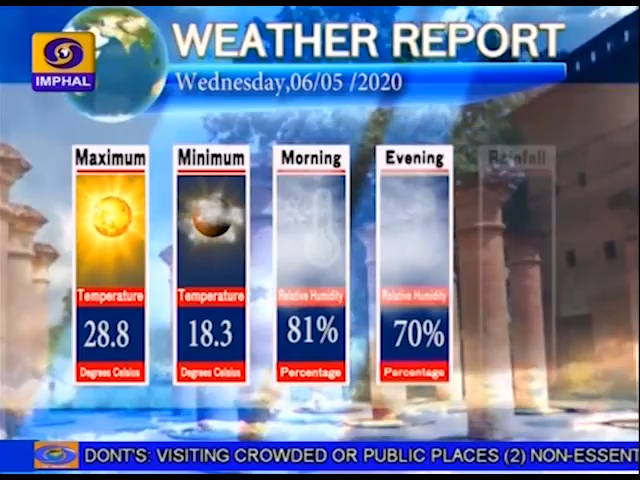 WEATHER REPORT
IMPHAL
Wednesday,06/05 /2020
Maximum
Minimum
Morning
Evening
Rainfall
Temperature
Temperature
Relative Humidity
Relative Humidity
28.8
18.3
81%
70%
Degrees Celsius
Degrees Celsius
Percentage
Percentage
DONT'S: VISITING CROWDED OR PUBLIC PLACES (2) NON-ESSENT